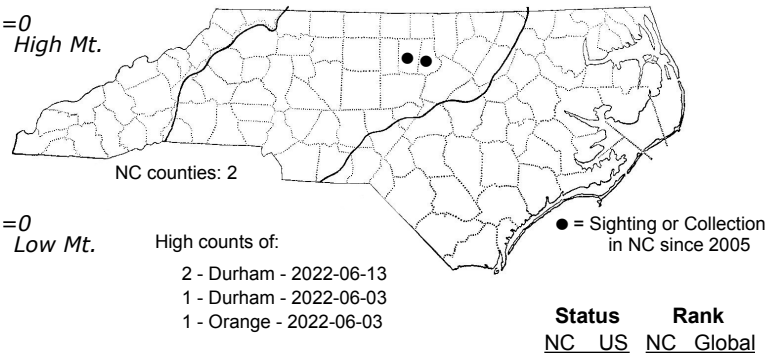 =0
High Mt.
NC counties: 2
=0
Low Mt.
High counts of:
2 - Durham - 2022-06-13
1 - Durham - 2022-06-03
1 - Orange - 2022-06-03
● = Sighting or Collection
in NC since 2005
Status Rank
NC US NC Global